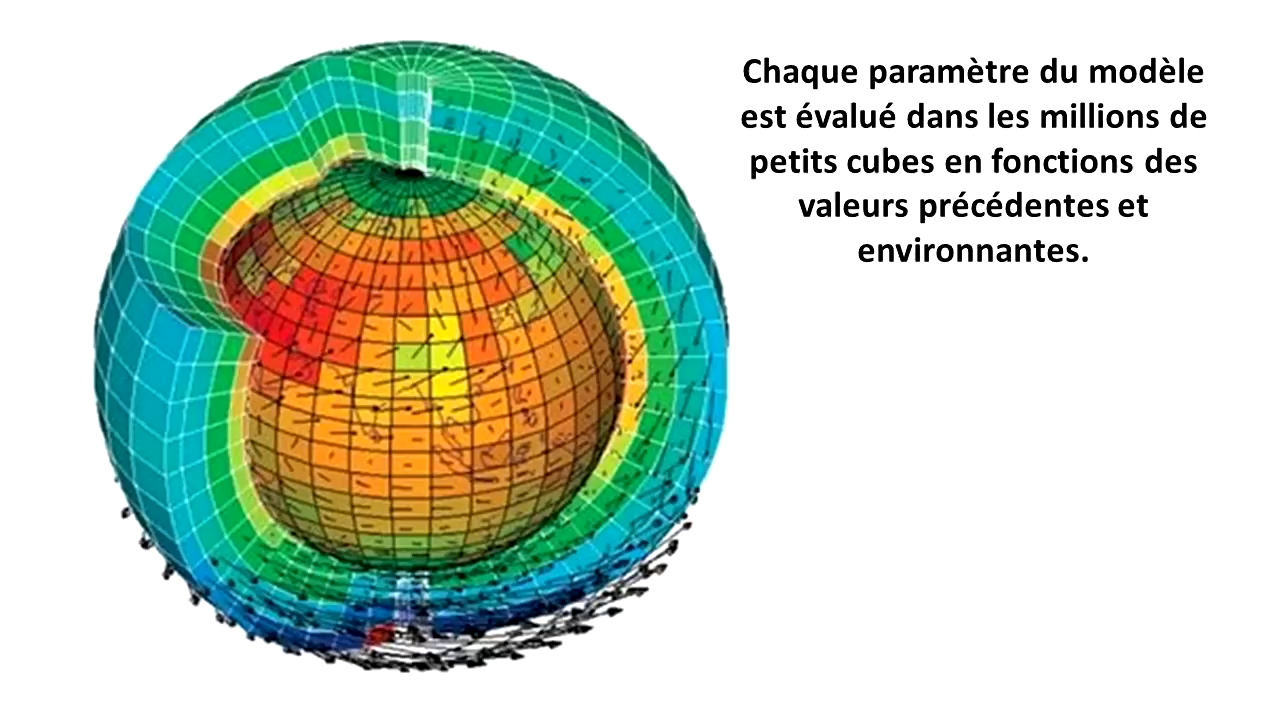 Chaque paramètre du modèle
est évalué dans les millions de
petits cubes en fonctions des
valeurs précédentes et
environnantes.